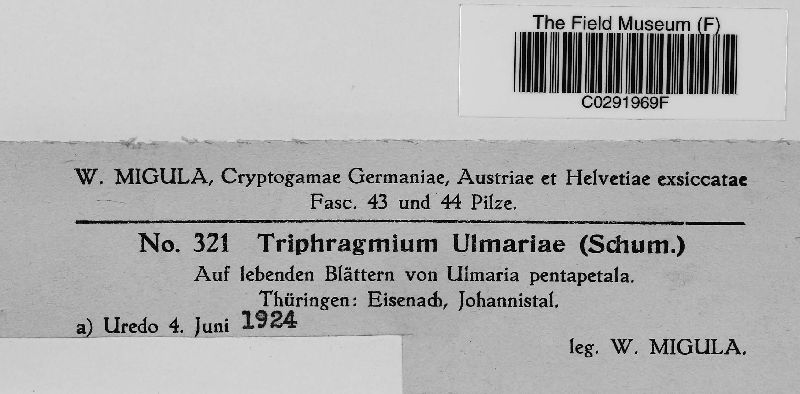 The Field Museum (F)
C0291969F
W. MIGULA, Cryptogamae Germaniae, Austriae et Helvetiae exsiccatae
Fasc. 43 und 44 Pilze.
No. 321 Triphragmium Ulmariae (Schum.)
Auf lebenden Blättern von Ulmaria pentapetala.
Thüringen: Eisenach, Johannistal.
a) Uredo 4. Juni 1924
leg. W. MIGULA.